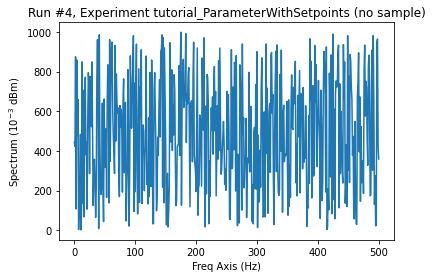 Run #4, Experiment tutorial_ParameterWithSetpoints (no sample)
1000
800
600
400
200
0
Spectrum (10⁻³ dBm)
0 100 200 300 400 500
Freq Axis (Hz)